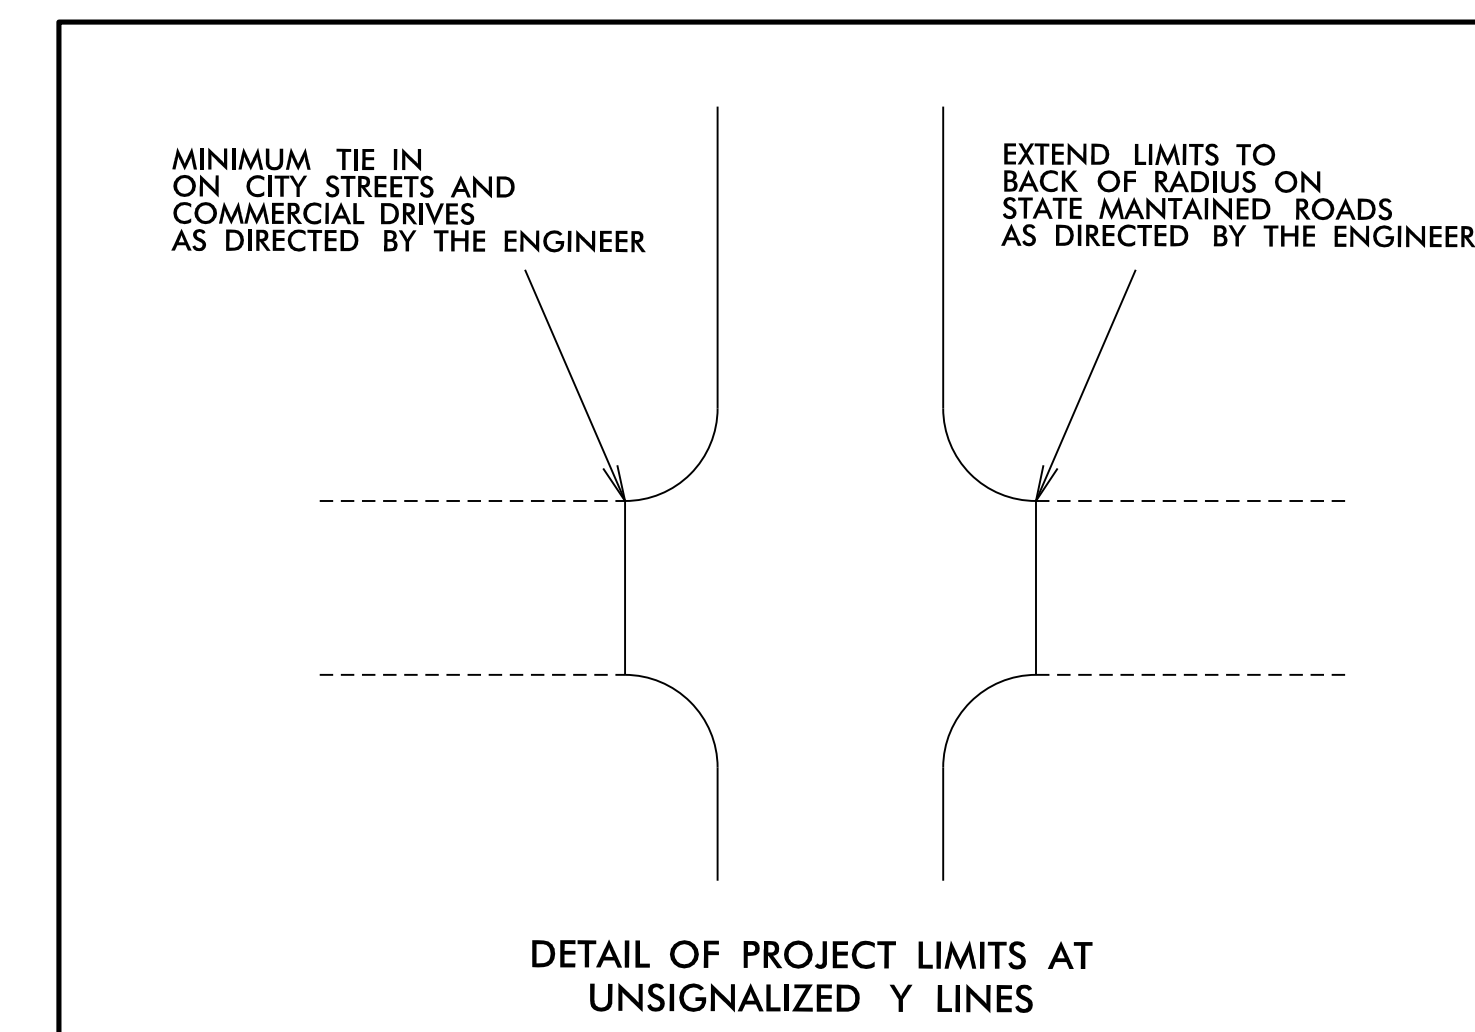 MINIMUM TIE IN
ON CITY STREETS AND
COMMERCIAL DRIVES
AS DIRECTED BY THE ENGINEER
EXTEND LIMITS TO
BACK OF RADIUS ON
STATE MANTAINED ROADS
AS DIRECTED BY THE ENGINEER
DETAIL OF PROJECT LIMITS AT
UNSIGNALIZED Y LINES